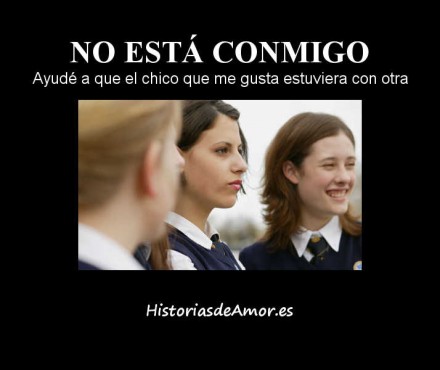 NO ESTÁ CONMIGO
Ayudé a que el chico que me gusta estuviera con otra
HistoriasdeAmor.es